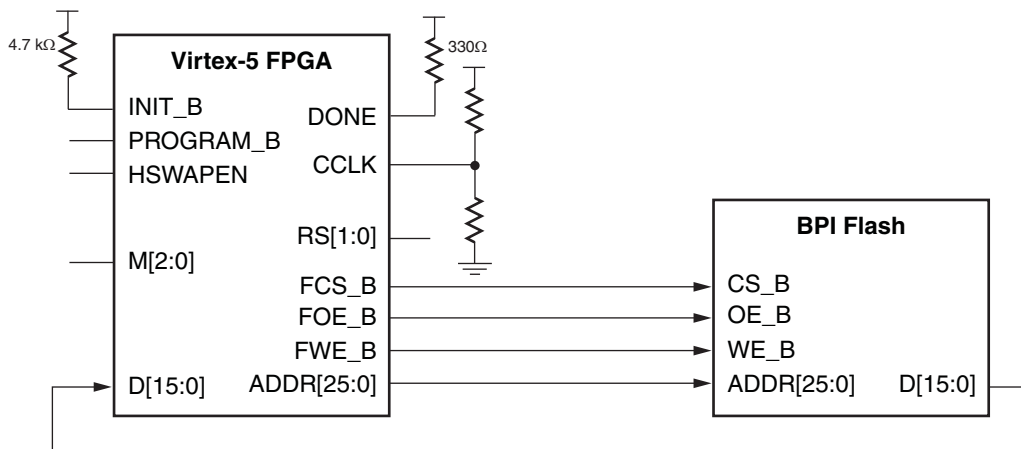 4.7 kΩ
330Ω
Virtex-5 FPGA
INIT_B
PROGRAM_B
HSWAPEN
M[2:0]
D[15:0]
DONE
CCLK
RS[1:0]
FCS_B
FOE_B
FWE_B
ADDR[25:0]
BPI Flash
CS_B
OE_B
WE_B
ADDR[25:0]
D[15:0]